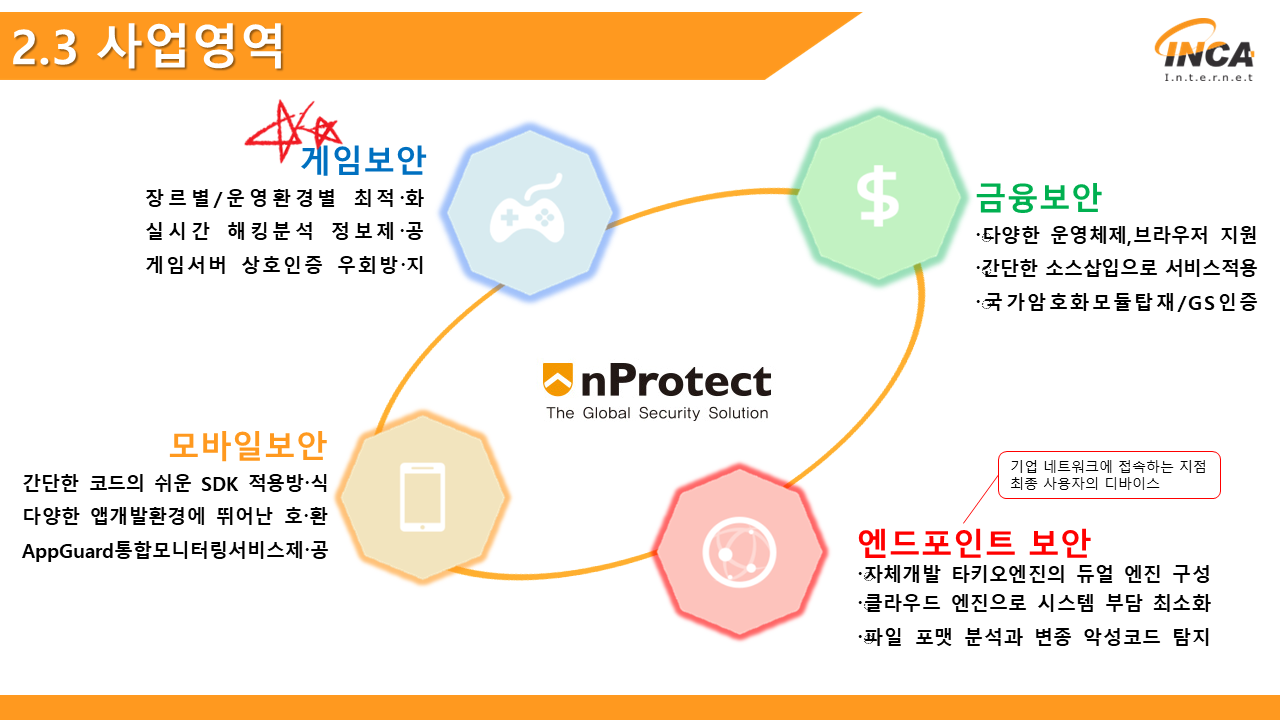 2.3 사업영역
INCA
I.n.t.e.r.n.e.t
게임보안
장르별/운영환경별 최적·화
실시간 해킹분석 정보제·공
게임서버 상호인증 우회방·지
금융보안
·다양한 운영체제,브라우저 지원
·간단한 소스삽입으로 서비스적용
·국가암호화모듈탑재/GS인증
nProtect
The Global Security Solution
모바일보안
간단한 코드의 쉬운 SDK 적용방·식
다양한 앱개발환경에 뛰어난 호·환
AppGuard통합모니터링서비스제·공
기업 네트워크에 접속하는 지점
최종 사용자의 디바이스
엔드포인트 보안
·자체개발 타키오엔진의 듀얼 엔진 구성
·클라우드 엔진으로 시스템 부담 최소화
·파일 포맷 분석과 변종 악성코드 탐지